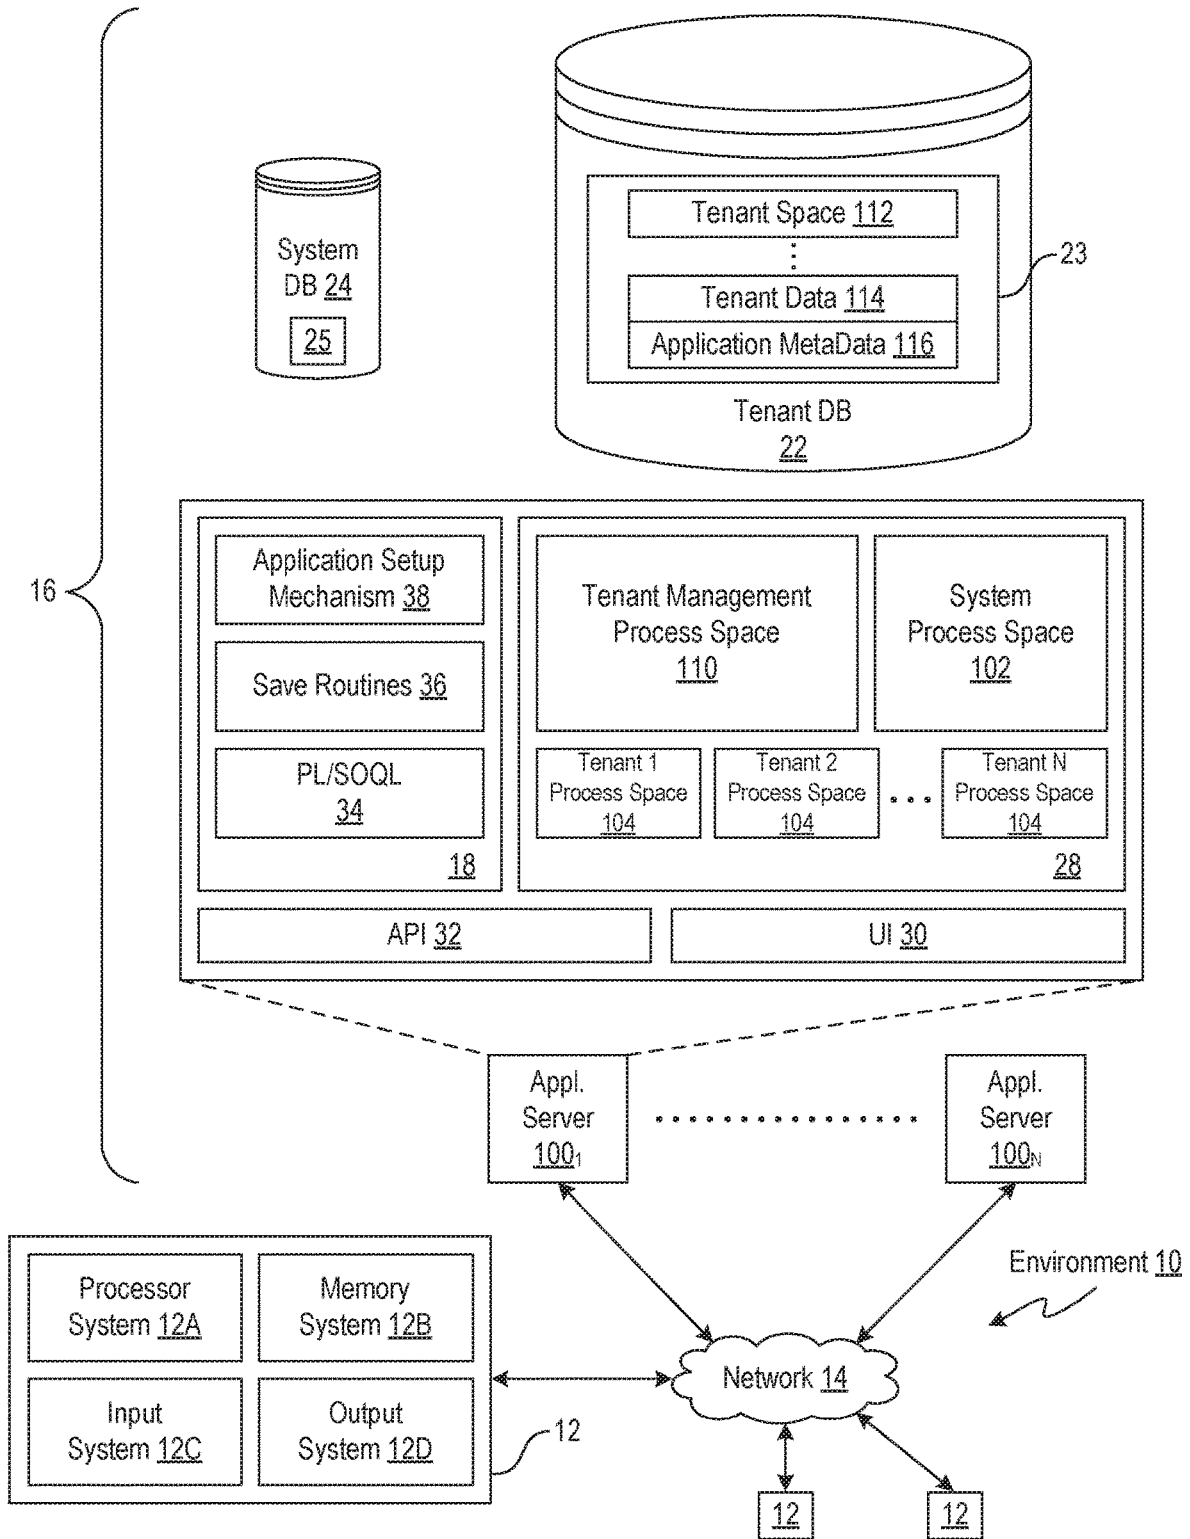 Tenant Space 112
System
DB 24
25
23
Tenant Data 114
Application MetaData 116
Tenant DB
22
16
Application Setup
Mechanism 38
Save Routines 36
PL/SOQL
34
18
Tenant Management
Process Space
110
System
Process Space
102
Tenant 1
Process Space
104
Tenant 2
Process Space
104
Tenant N
Process Space
104
28
API 32
UI 30
Appl.
Server
1001
Appl.
Server
100N
Environment 10
Processor
System 12A
Memory
System 12B
Input
System 12C
Output
System 12D
12
Network 14
12
12